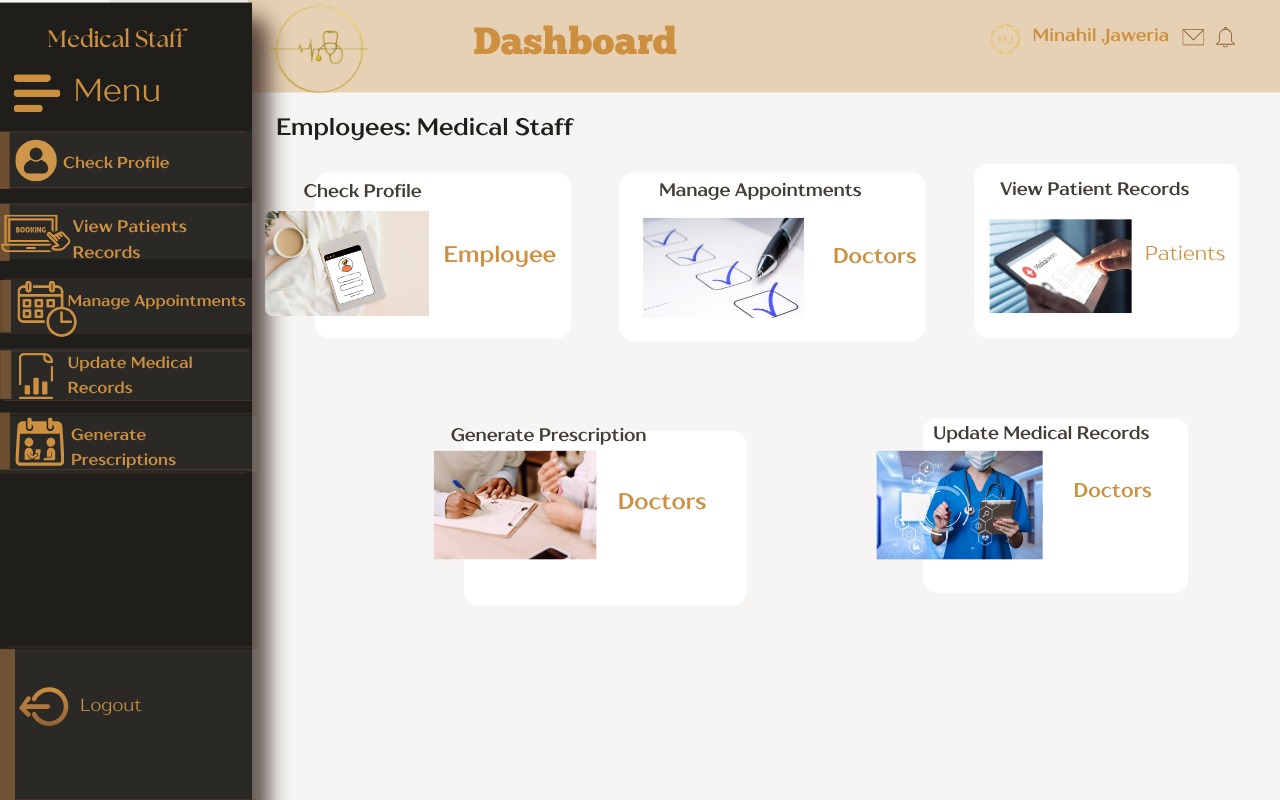 Medical Staff
Menu
Check Profile
BOOKING
View Patients
Records
Manage Appointments
Update Medical
Records
Generate
Prescriptions
Logout
Dashboard
Minahil Jaweria
Employees: Medical Staff
Check Profile
Employee
Manage Appointments
Doctors
View Patient Records
Patients
Generate Prescription
Doctors
Update Medical Records
Doctors